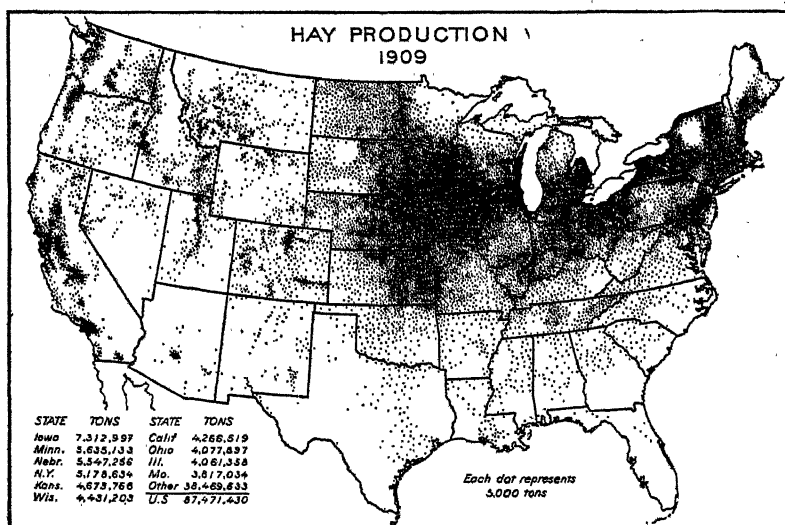 HAY PRODUCTION
1909
STATE TONS STATE TONS
Iowa 7,312,997 Calif 4,266,519
Minn. 5,635,133 Ohio 4,077,897
Nebr. 5,547,256 Ill. 4,061,358
N.Y. 5,178,634 Mo. 3,817,034
Kans. 4,673,766 Other 38,469,633
Wis. 4,431,203 U.S 87,471,430
Each dot represents
5,000 tons